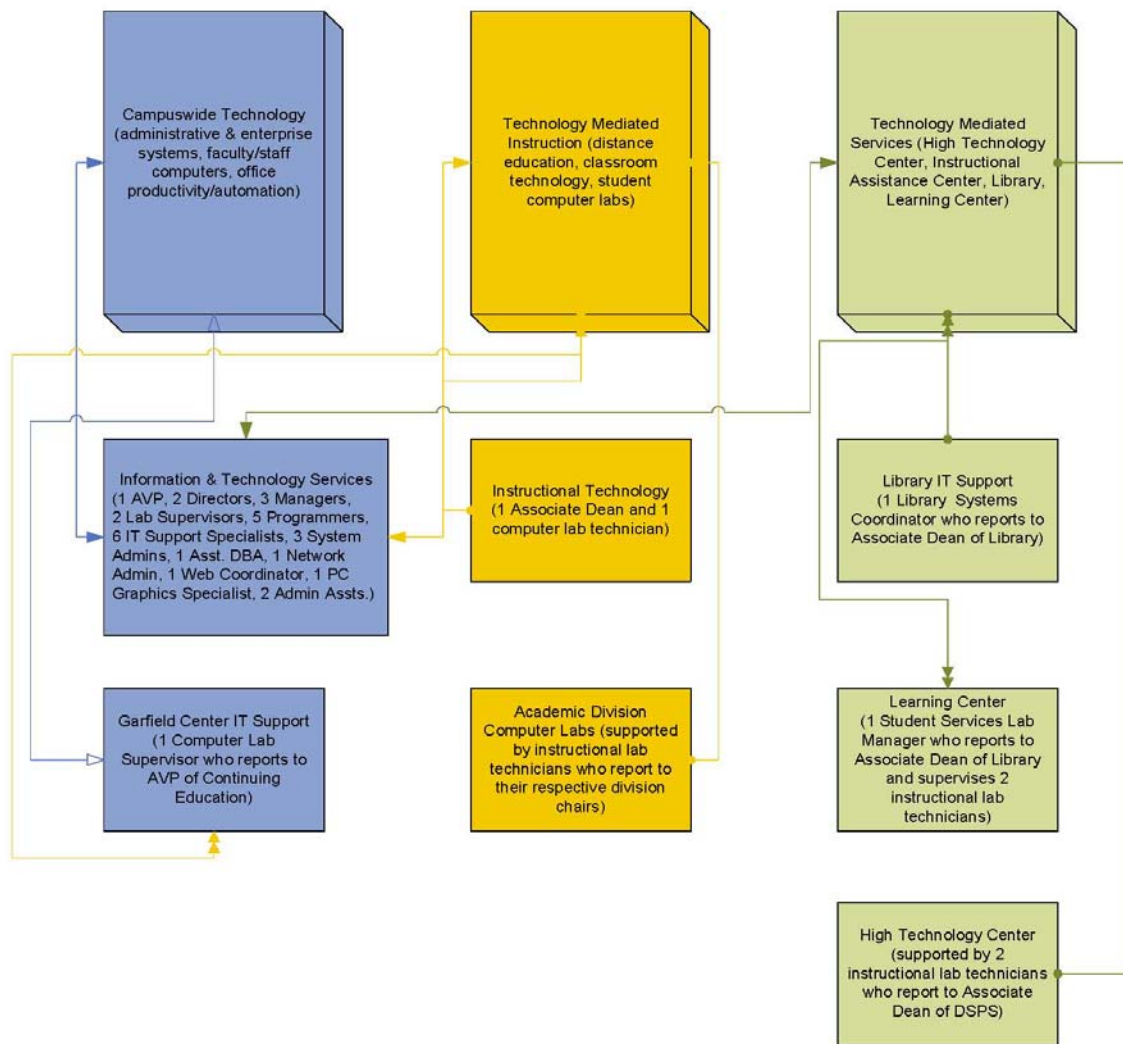 Campuswide Technology
(administrative & enterprise
systems, faculty/staff
computers, office
productivity/automation)
Technology Mediated
Instruction (distance
education, classroom
technology, student
computer labs)
Technology Mediated
Services (High Technology
Center, Instructional
Assistance Center, Library,
Learning Center)
Information & Technology Services
(1 AVP, 2 Directors, 3 Managers,
2 Lab Supervisors, 5 Programmers,
6 IT Support Specialists, 3 System
Admins, 1 Asst. DBA, 1 Network
Admin, 1 Web Coordinator, 1 PC
Graphics Specialist, 2 Admin Assts.)
Instructional Technology
(1 Associate Dean and 1
computer lab technician)
Library IT Support
(1 Library Systems
Coordinator who reports to
Associate Dean of Library)
Garfield Center IT Support
(1 Computer Lab
Supervisor who reports to
AVP of Continuing
Education)
Academic Division
Computer Labs (supported
by instructional lab
technicians who report to
their respective division
chairs)
Learning Center
(1 Student Services Lab
Manager who reports to
Associate Dean of Library
and supervises 2
instructional lab
technicians)
High Technology Center
(supported by 2
instructional lab technicians
who report to Associate
Dean of DSPS)